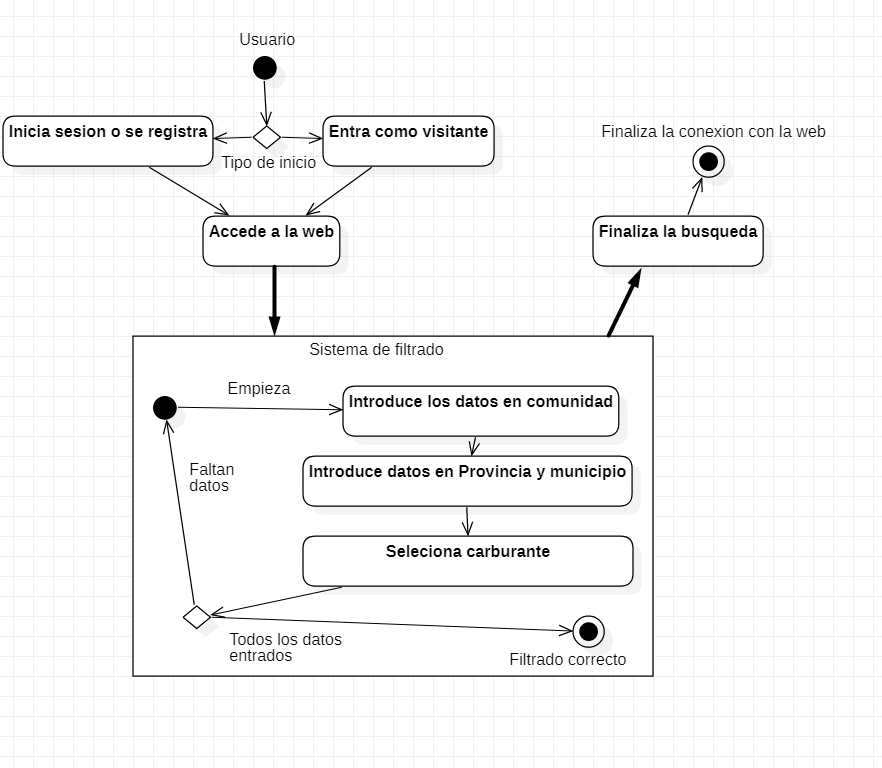 Usuario
Finaliza la conexion con la web
Inicia sesion o se registra
Entra como visitante
Tipo de inicio
Accede a la web
Finaliza la busqueda
Sistema de filtrado
Empieza
Introduce los datos en comunidad
Faltan
datos
Introduce datos en Provincia y municipio
Seleciona carburante
Todos los datos
entrados
Filtrado correcto